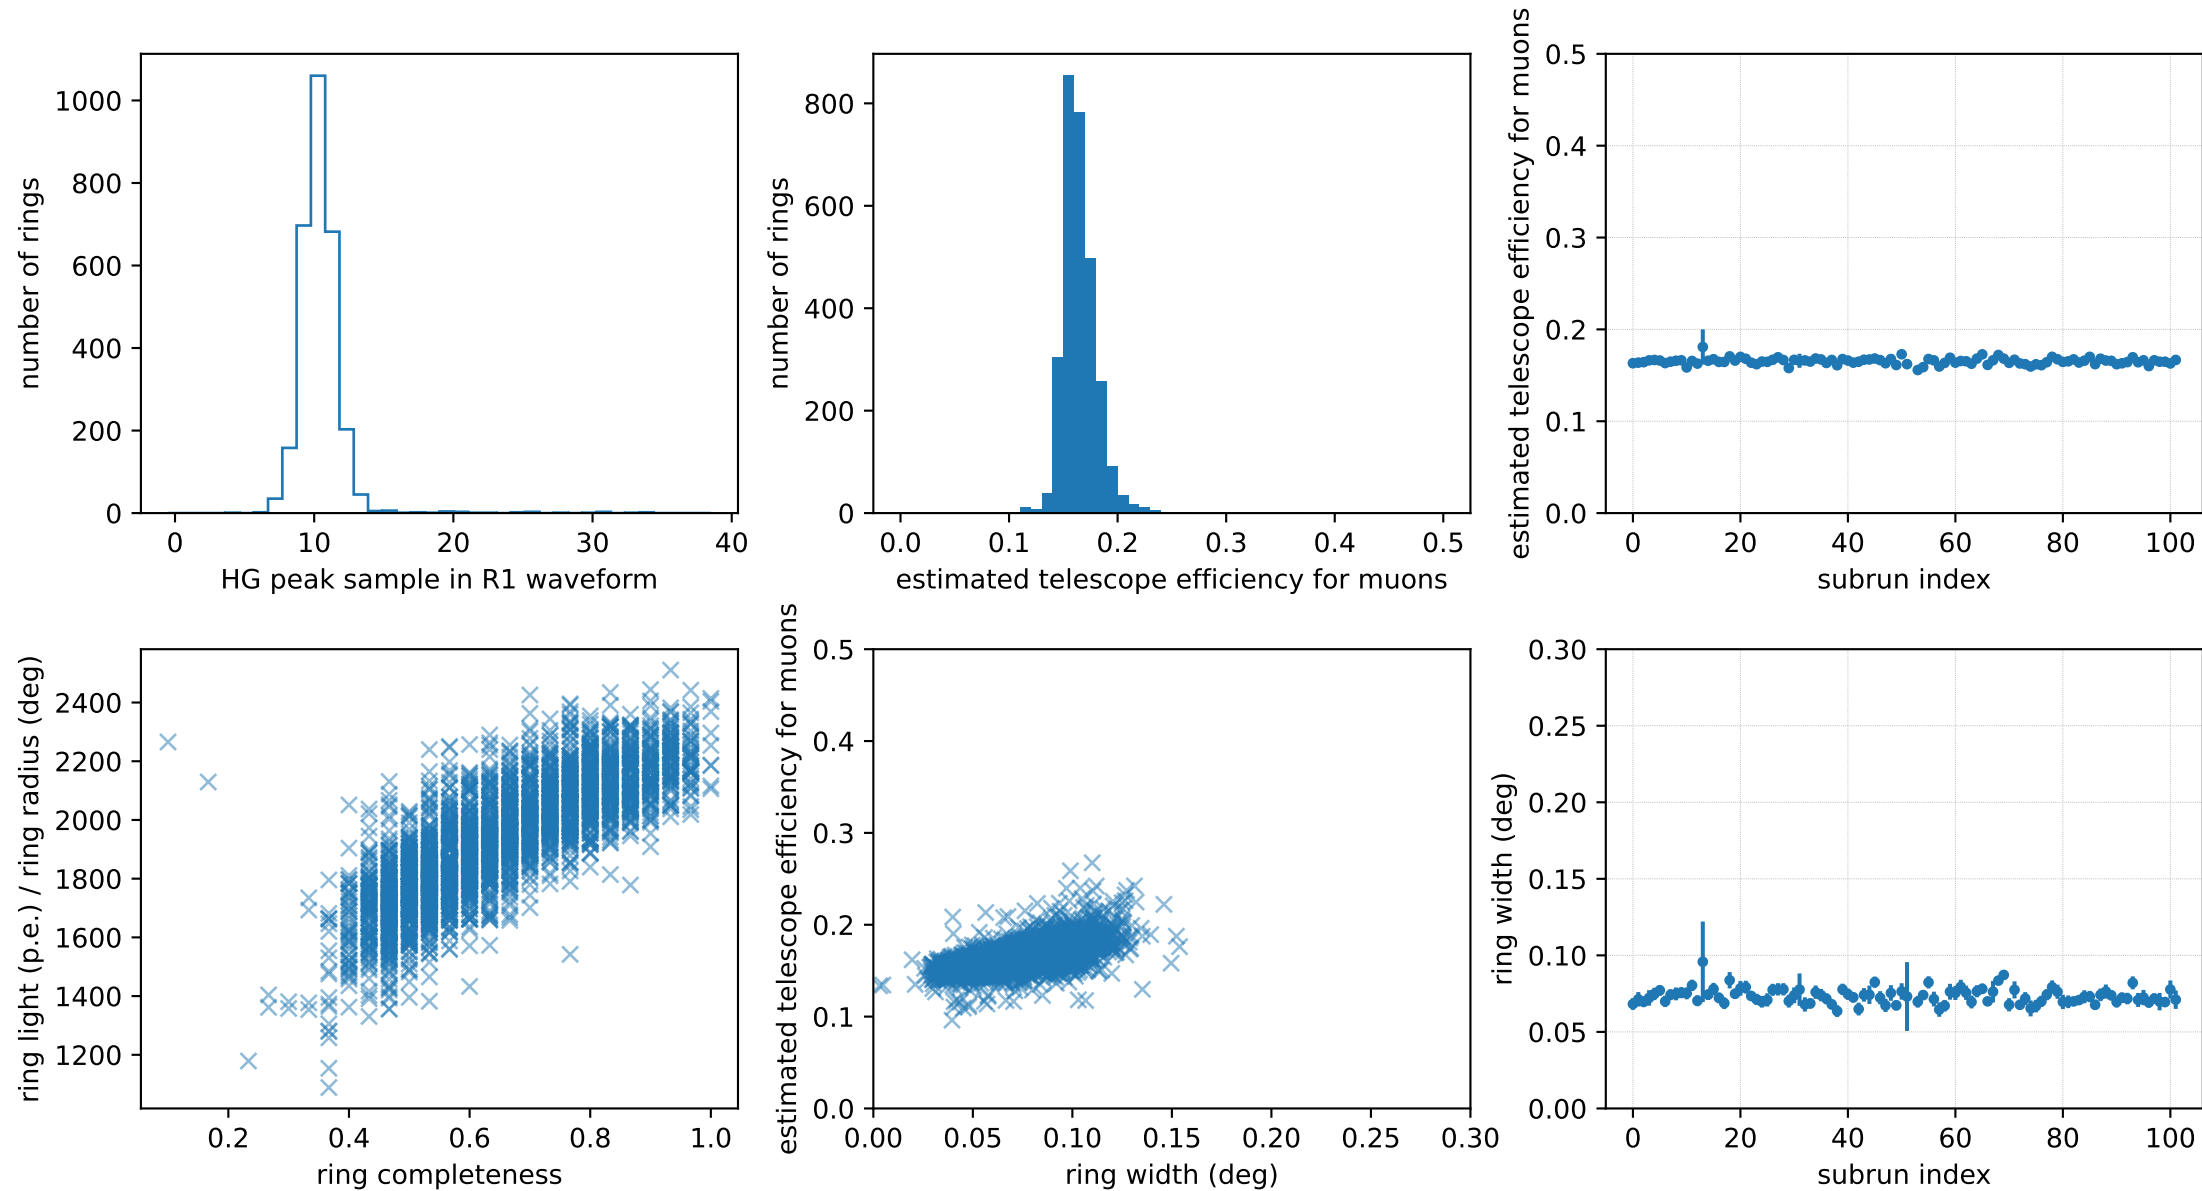 number of rings
1000
800
600
400
200
0
0 10 20 30 40
HG peak sample in R1 waveform
number of rings
800
600
400
200
0
0.0 0.1 0.2 0.3 0.4 0.5
estimated telescope efficiency for muons
estimated telescope efficiency for muons
0.5
0.4
0.3
0.2
0.1
0.0
0 20 40 60 80 100
subrun index
ring light (p.e.) / ring radius (deg)
2400
2200
2000
1800
1600
1400
1200
0.2 0.4 0.6 0.8 1.0
ring completeness
estimated telescope efficiency for muons
0.5
0.4
0.3
0.2
0.1
0.0
0.00 0.05 0.10 0.15 0.20 0.25 0.30
ring width (deg)
ring width (deg)
0.30
0.25
0.20
0.15
0.10
0.05
0.00
0 20 40 60 80 100
subrun index